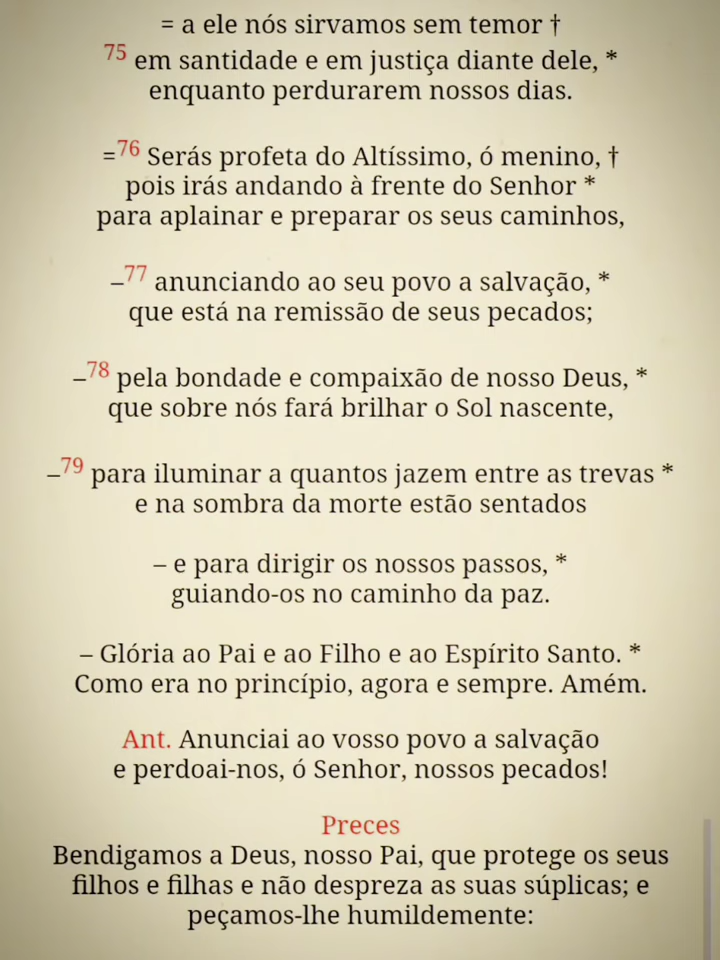 = a ele nós sirvamos sem temor †
75 em santidade e em justiça diante dele, *
enquanto perdurarem nossos dias.
=76 Serás profeta do Altíssimo, ó menino, †
pois irás andando à frente do Senhor *
para aplainar e preparar os seus caminhos,
–77 anunciando ao seu povo a salvação, *
que está na remissão de seus pecados;
–78 pela bondade e compaixão de nosso Deus, *
que sobre nós fará brilhar o Sol nascente,
–79 para iluminar a quantos jazem entre as trevas *
e na sombra da morte estão sentados
– e para dirigir os nossos passos, *
guiando-os no caminho da paz.
– Glória ao Pai e ao Filho e ao Espírito Santo. *
Como era no princípio, agora e sempre. Amém.
Ant. Anunciai ao vosso povo a salvação
e perdoai-nos, ó Senhor, nossos pecados!
Preces
Bendigamos a Deus, nosso Pai, que protege os seus
filhos e filhas e não despreza as suas súplicas; e
peçamos-lhe humildemente: